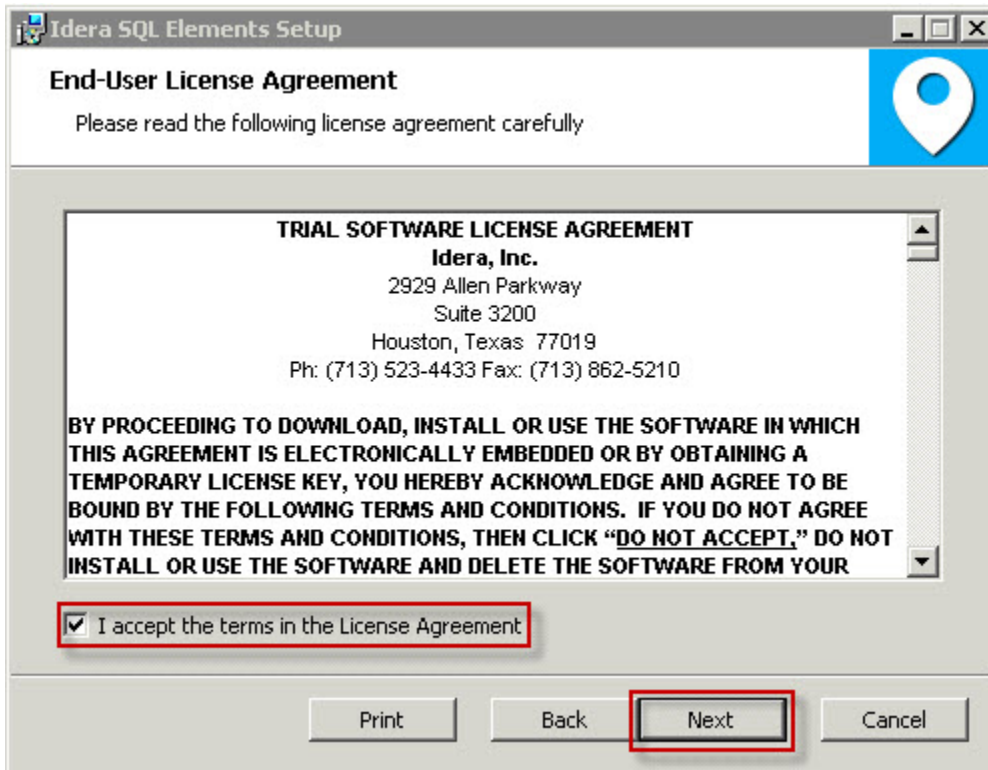 Idera SQL Elements Setup
End-User License Agreement
Please read the following license agreement carefully
TRIAL SOFTWARE LICENSE AGREEMENT
Idera, Inc.
2929 Allen Parkway
Suite 3200
Houston, Texas  77019
Ph: (713) 523-4433 Fax: (713) 862-5210
BY PROCEEDING TO DOWNLOAD, INSTALL OR USE THE SOFTWARE IN WHICH
THIS AGREEMENT IS ELECTRONICALLY EMBEDDED OR BY OBTAINING A
TEMPORARY LICENSE KEY, YOU HEREBY ACKNOWLEDGE AND AGREE TO BE
BOUND BY THE FOLLOWING TERMS AND CONDITIONS.  IF YOU DO NOT AGREE
WITH THESE TERMS AND CONDITIONS, THEN CLICK “DO NOT ACCEPT,” DO NOT
INSTALL OR USE THE SOFTWARE AND DELETE THE SOFTWARE FROM YOUR
I accept the terms in the License Agreement
Print Back Next Cancel